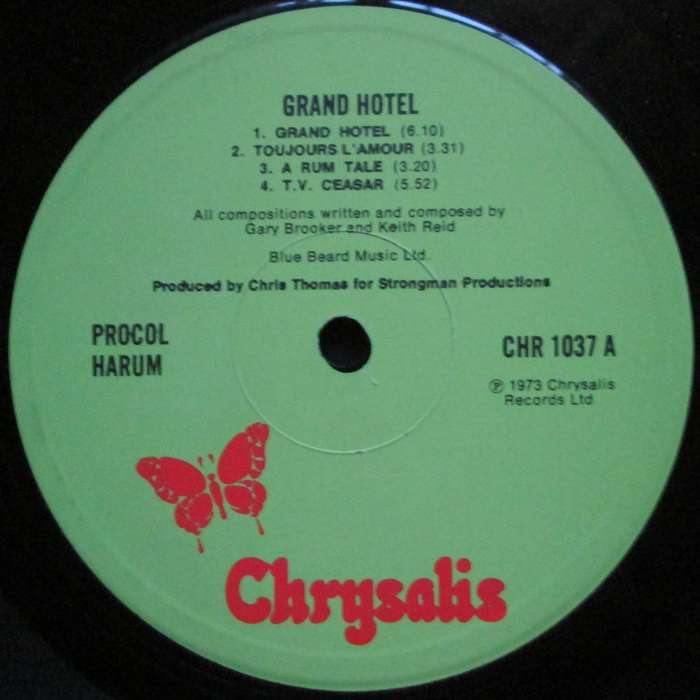 GRAND HOTEL
1. GRAND HOTEL (6.10)
2. TOUJOURS L'AMOUR (3.31)
3. A RUM TALE (3.20)
4. T.V. CEASAR (5.52)
All compositions written and composed by
Gary Brooker and Keith Reid
Blue Beard Music Ltd.
Produced by Chris Thomas for Strongman Productions
PROCOL
HARUM
CHR 1037 A
℗ 1973 Chrysalis
Records Ltd
Chrysalis